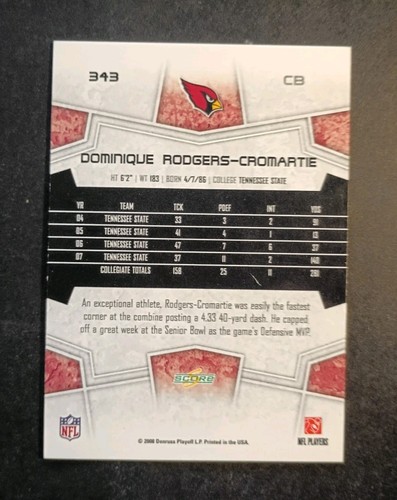 343 CB
DOMINIQUE RODGERS-CROMARTIE
HT 6'2" | WT 183 | BORN 4/7/86 | COLLEGE TENNESSEE STATE
YR TEAM TCK PDEF INT YDS
04 TENNESSEE STATE 33 3 2 91
05 TENNESSEE STATE 41 4 1 13
06 TENNESSEE STATE 47 7 6 37
07 TENNESSEE STATE 37 11 2 140
COLLEGIATE TOTALS 158 25 11 281
An exceptional athlete, Rodgers-Cromartie was easily the fastest
corner at the combine posting a 4.33 40-yard dash. He capped
off a great week at the Senior Bowl as the game's Defensive MVP.
SCORE
NFL
© 2008 Donruss Playoff L.P. Printed in the USA.
NFL PLAYERS